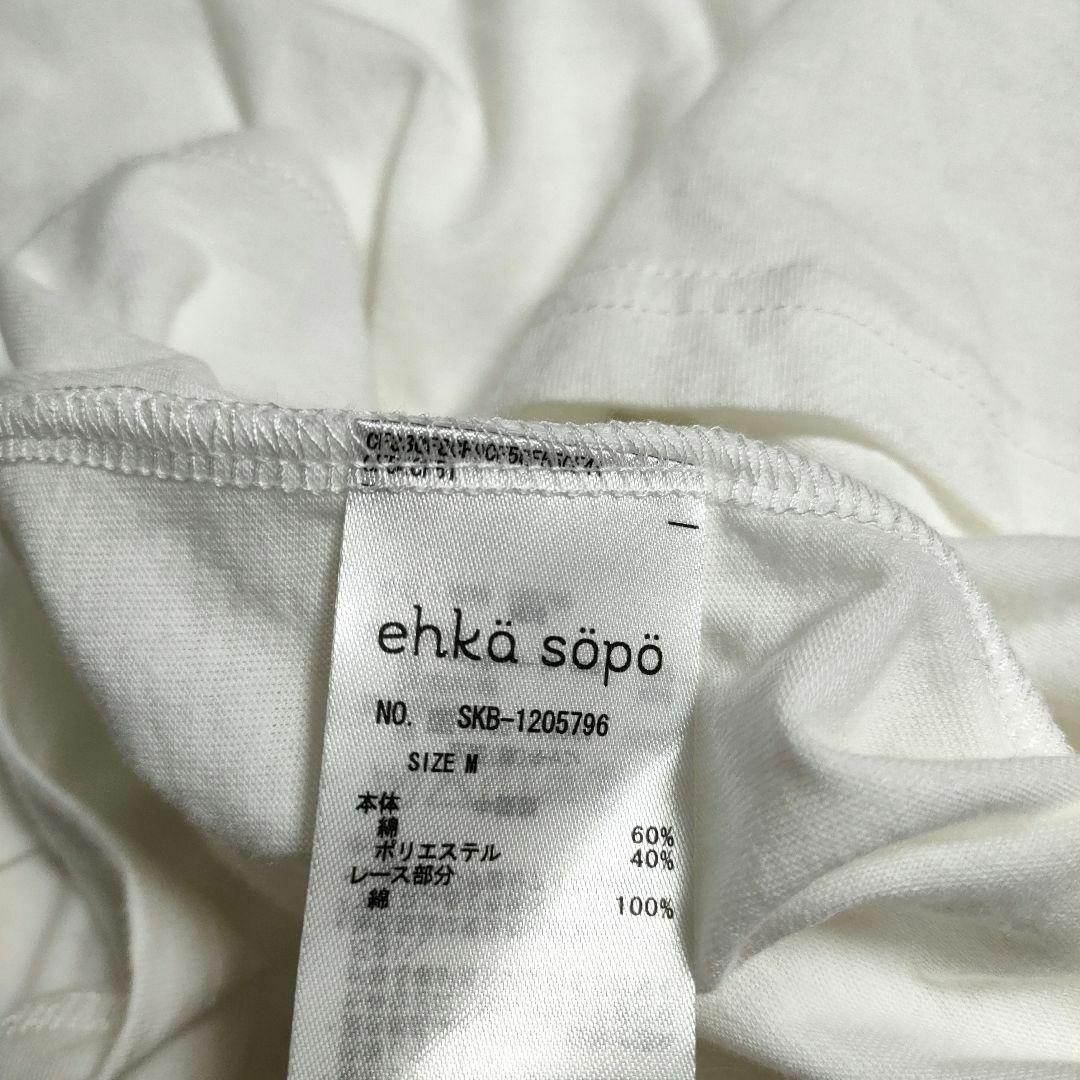 ehkä söpö
NO. SKB-1205796
SIZE M
本体
綿 60%
ポリエステル 40%
レース部分
綿 100%